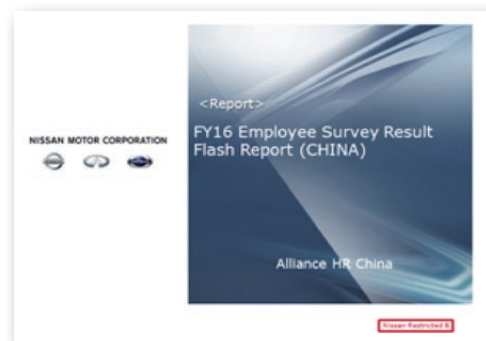 <Report>
FY16 Employee Survey Result
Flash Report (CHINA)
NISSAN MOTOR CORPORATION
Alliance HR China
Nissan Restricted B